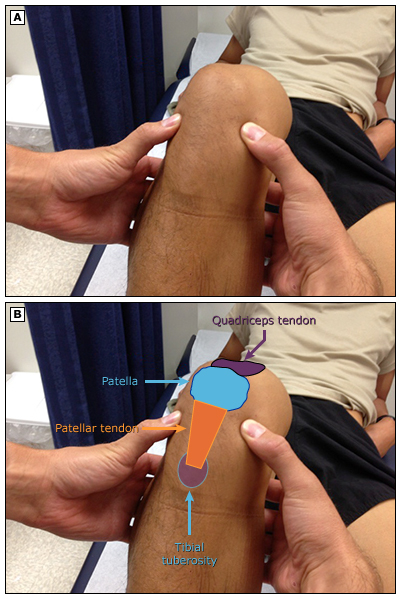 A
B
Quadriceps tendon
Patella
Patellar tendon
Tibial
tuberosity